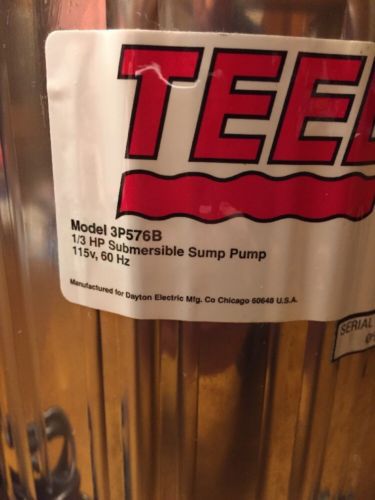 TEEL
Model 3P576B
1/3 HP Submersible Sump Pump
115v, 60 Hz
Manufactured for Dayton Electric Mfg. Co Chicago 60648 U.S.A.
SERIAL